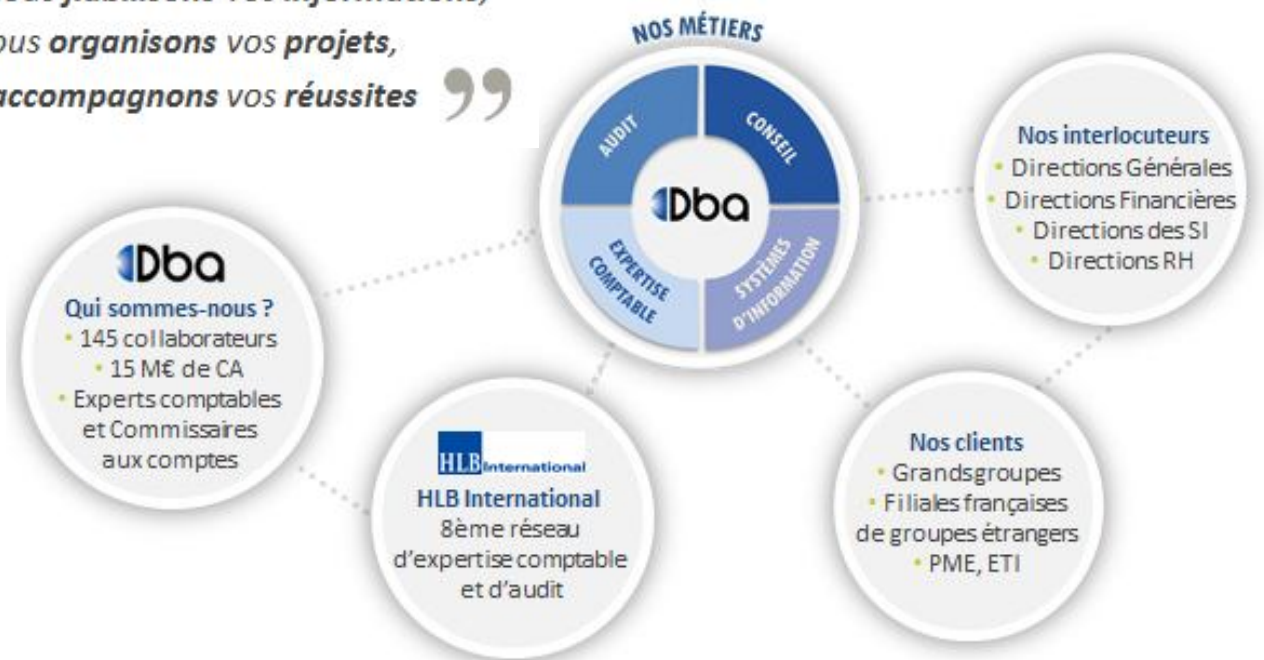 fiabilisons vos informations,
organisons vos projets,
accompagnons vos réussites ”
NOS MÉTIERS
AUDIT
CONSEIL
Dba
EXPERTISE
COMPTABLE
SYSTÈMES
D'INFORMATION
Dba
Qui sommes-nous ?
• 145 collaborateurs
• 15 M€ de CA
• Experts comptables
et Commissaires
aux comptes
HLB International
HLB International
8ème réseau
d'expertise comptable
et d'audit
Nos interlocuteurs
• Directions Générales
• Directions Financières
• Directions des SI
• Directions RH
Nos clients
• Grands groupes
• Filiales françaises
de groupes étrangers
• PME, ETI